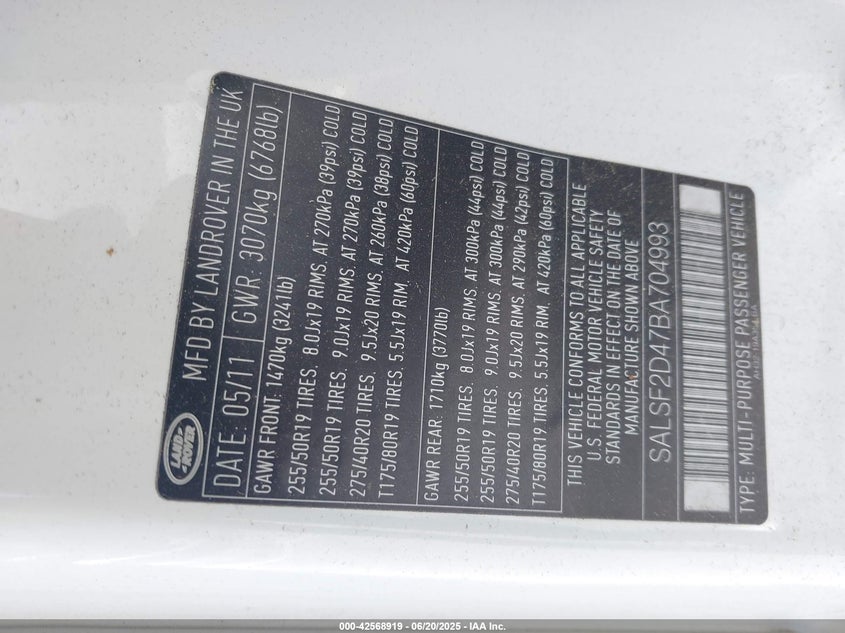 LAND-
-ROVER
MFD BY LANDROVER IN THE UK
DATE: 05/11 GWR: 3070kg (6768lb)
GAWR FRONT: 1470kg (3241lb)
255/50R19 TIRES. 8.0Jx19 RIMS. AT 270kPa (39psi) COLD
255/50R19 TIRES. 9.0Jx19 RIMS. AT 270kPa (39psi) COLD
275/40R20 TIRES. 9.5Jx20 RIMS. AT 260kPa (38psi) COLD
T175/80R19 TIRES. 5.5Jx19 RIM. AT 420kPa (60psi) COLD
GAWR REAR: 1710kg (3770lb)
255/50R19 TIRES. 8.0Jx19 RIMS. AT 300kPa (44psi) COLD
255/50R19 TIRES. 9.0Jx19 RIMS. AT 300kPa (44psi) COLD
275/40R20 TIRES. 9.5Jx20 RIMS. AT 290kPa (42psi) COLD
T175/80R19 TIRES. 5.5Jx19 RIM. AT 420kPa (60psi) COLD
THIS VEHICLE CONFORMS TO ALL APPLICABLE
U.S. FEDERAL MOTOR VEHICLE SAFETY
STANDARDS IN EFFECT ON THE DATE OF
MANUFACTURE SHOWN ABOVE
SALSF2D47BA704993
TYPE: MULTI-PURPOSE PASSENGER VEHICLE
000-42568919 - 06/20/2025 - IAA Inc.